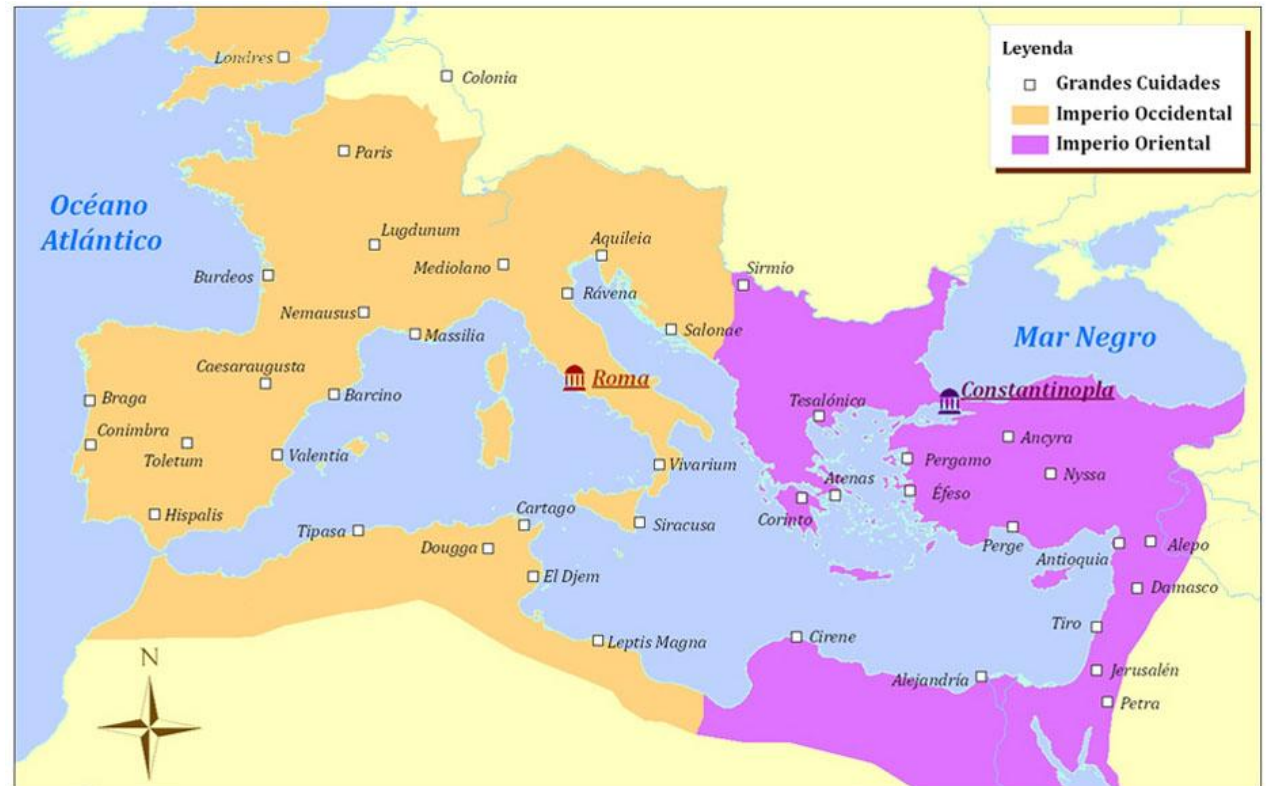 Leyenda
Grandes Cuidades
Imperio Occidental
Imperio Oriental
Londres
Colonia
Paris
Océano
Atlántico
Lugdunum
Aquileia
Mediolano
Burdeos
Rávena
Sirmio
Nemausus
Massilia
Salonae
Mar Negro
Caesaraugusta
Roma
Constantinopla
Braga
Barcino
Tesalónica
Conimbra
Toletum
Valentia
Vivarium
Ancyra
Pergamo
Nyssa
Atenas
Éfeso
Hispalis
Cartago
Siracusa
Corinto
Tipasa
Dougga
Perge
Antioquia
Alepo
El Djem
Damasco
Leptis Magna
Cirene
Tiro
N
Alejandría
Jerusalén
Petra